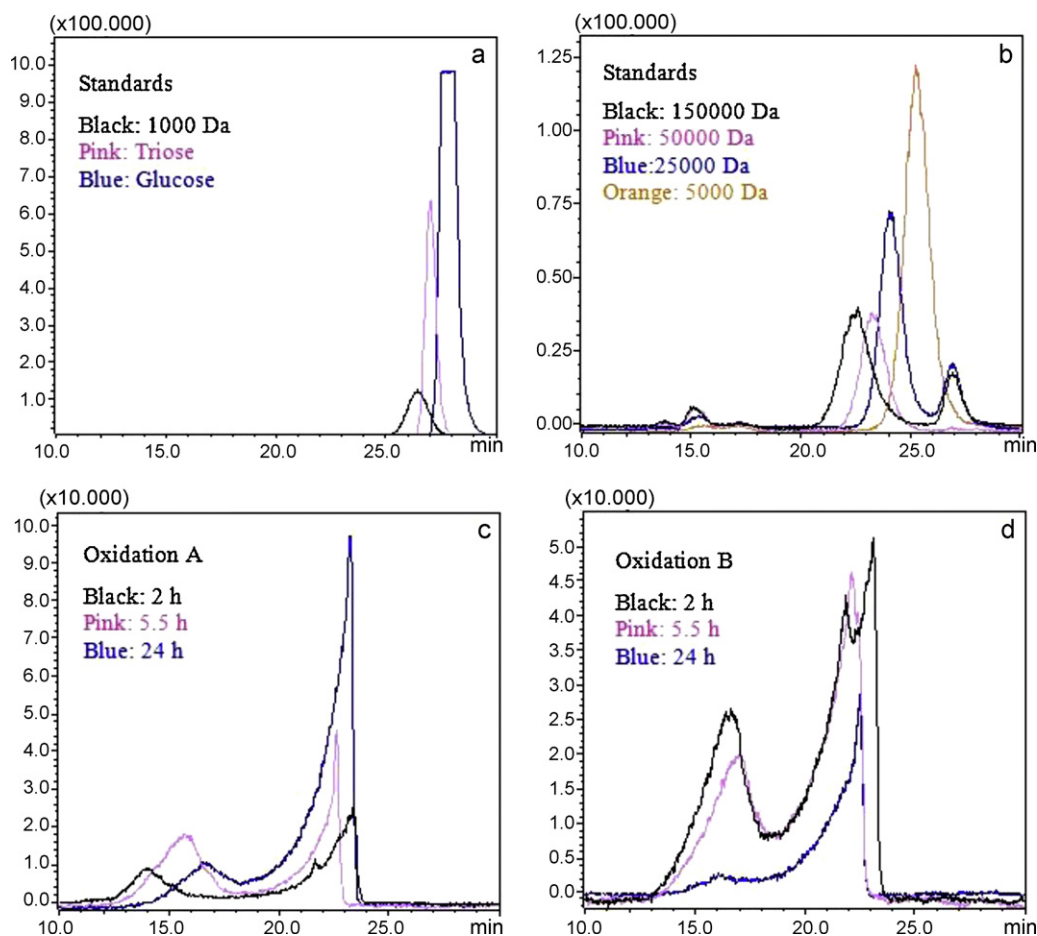 (x100.000)
a
10.0
9.0
8.0
7.0
6.0
5.0
4.0
3.0
2.0
1.0
Standards
Black: 1000 Da
Pink: Triose
Blue: Glucose
10.0 15.0 20.0 25.0 min
(x100.000)
b
1.25
1.00
0.75
0.50
0.25
0.00
Standards
Black: 150000 Da
Pink: 50000 Da
Blue:25000 Da
Orange: 5000 Da
10.0 15.0 20.0 25.0 min
(x10.000)
c
10.0
9.0
8.0
7.0
6.0
5.0
4.0
3.0
2.0
1.0
0.0
Oxidation A
Black: 2 h
Pink: 5.5 h
Blue: 24 h
10.0 15.0 20.0 25.0 min
(x10.000)
d
5.0
4.5
4.0
3.5
3.0
2.5
2.0
1.5
1.0
0.5
0.0
Oxidation B
Black: 2 h
Pink: 5.5 h
Blue: 24 h
10.0 15.0 20.0 25.0 min